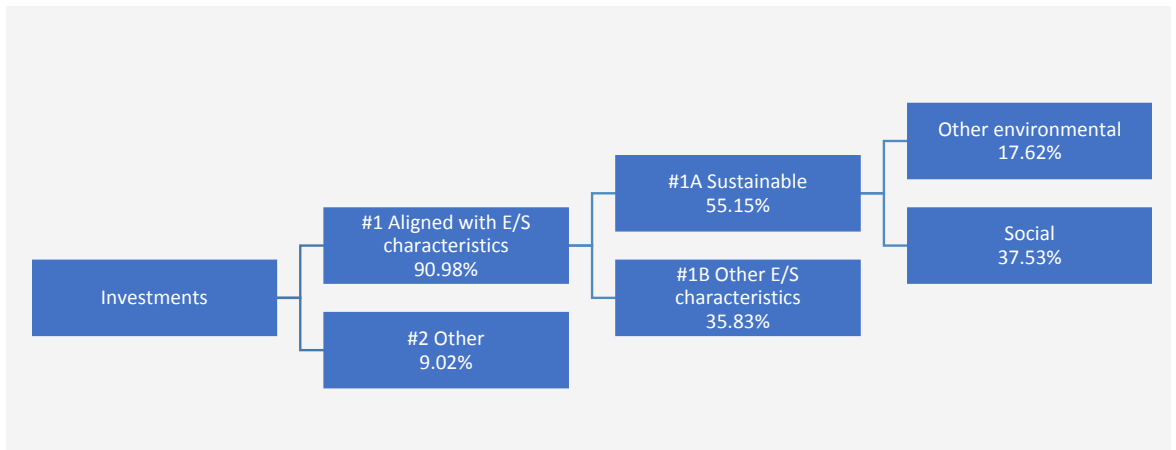 Investments
#1 Aligned with E/S
characteristics
90.98%
#2 Other
9.02%
#1A Sustainable
55.15%
#1B Other E/S
characteristics
35.83%
Other environmental
17.62%
Social
37.53%